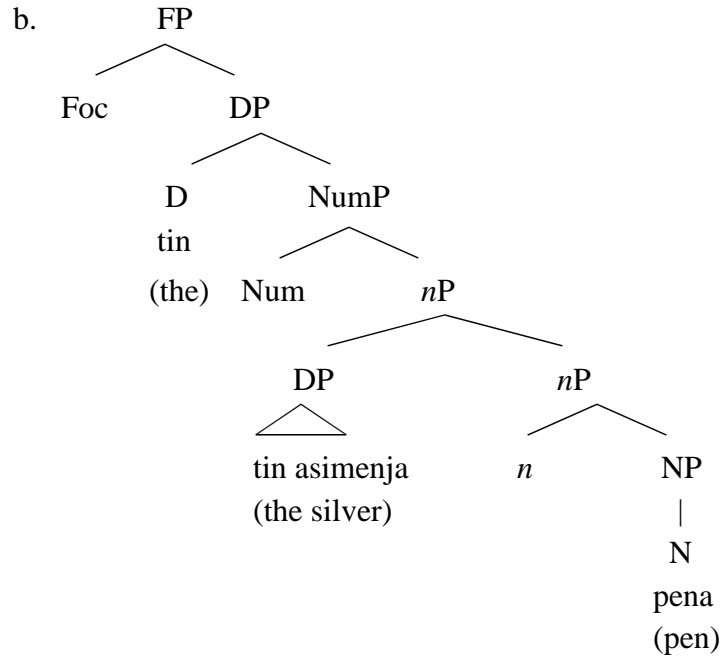 b. FP
Foc DP
D NumP
tin
(the) Num nP
DP nP
tin asimenja n NP
(the silver)
N
pena
(pen)